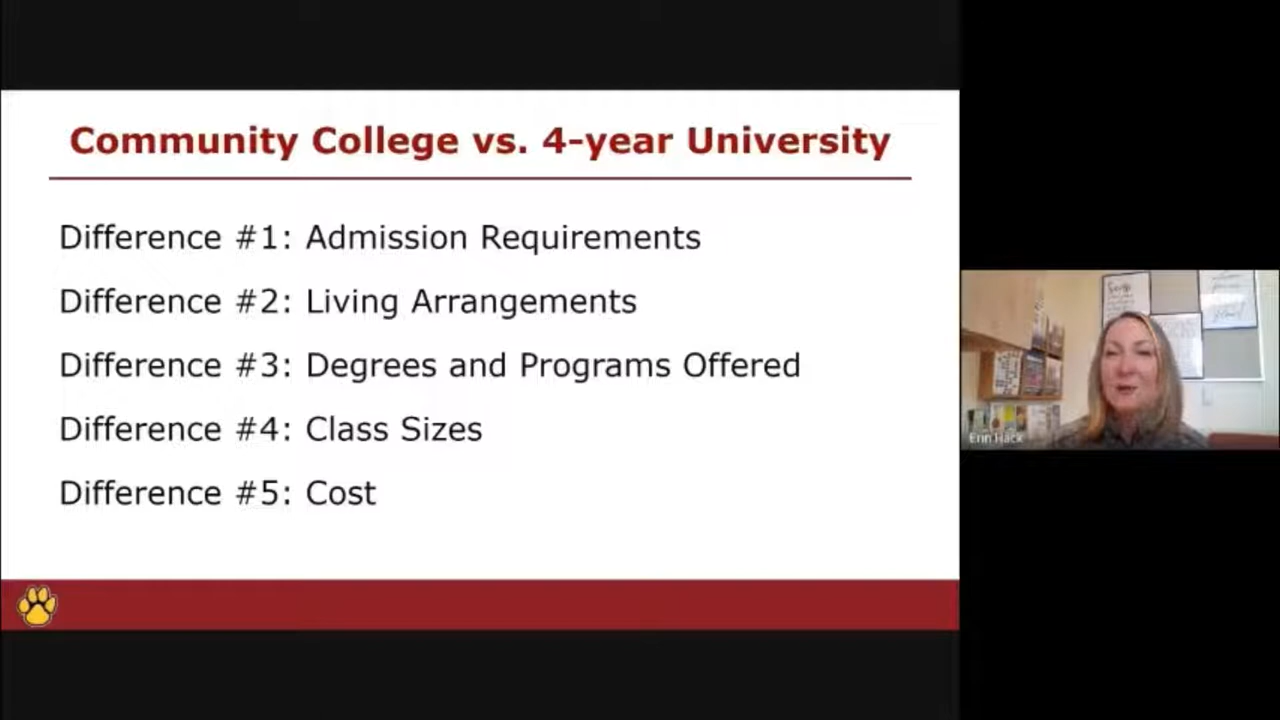 Community College vs. 4-year University
Difference #1: Admission Requirements
Difference #2: Living Arrangements
Difference #3: Degrees and Programs Offered
Difference #4: Class Sizes
Difference #5: Cost
Erin Hack